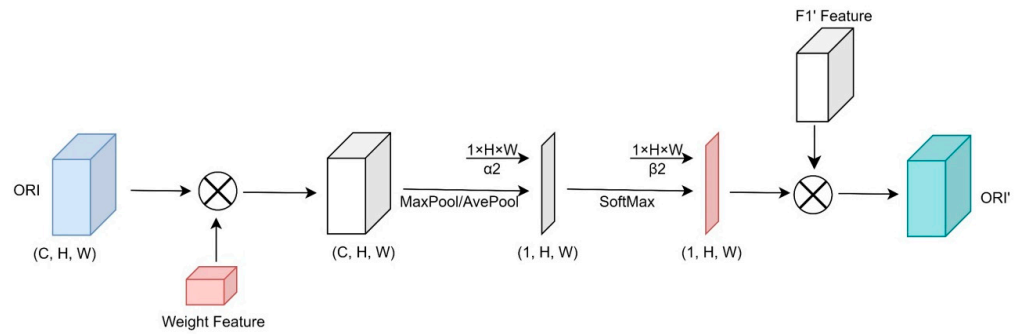 F1' Feature
ORI
1×H×W
α2
1×H×W
β2
MaxPool/AvePool
SoftMax
ORI'
(C, H, W)
(C, H, W)
(1, H, W)
(1, H, W)
Weight Feature